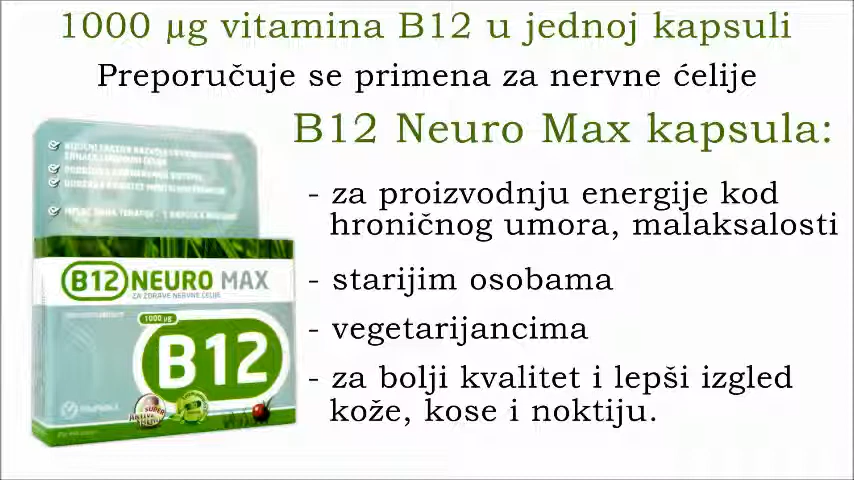 1000 µg vitamina B12 u jednoj kapsuli
Preporučuje se primena za nervne ćelije
B12 Neuro Max kapsula:
- za proizvodnju energije kod
hroničnog umora, malaksalosti
- starijim osobama
- vegetarijancima
- za bolji kvalitet i lepši izgled
kože, kose i noktiju.
B12 NEURO MAX
ZA ZDRAVE NERVNE ĆELIJE
1000 µg
B12